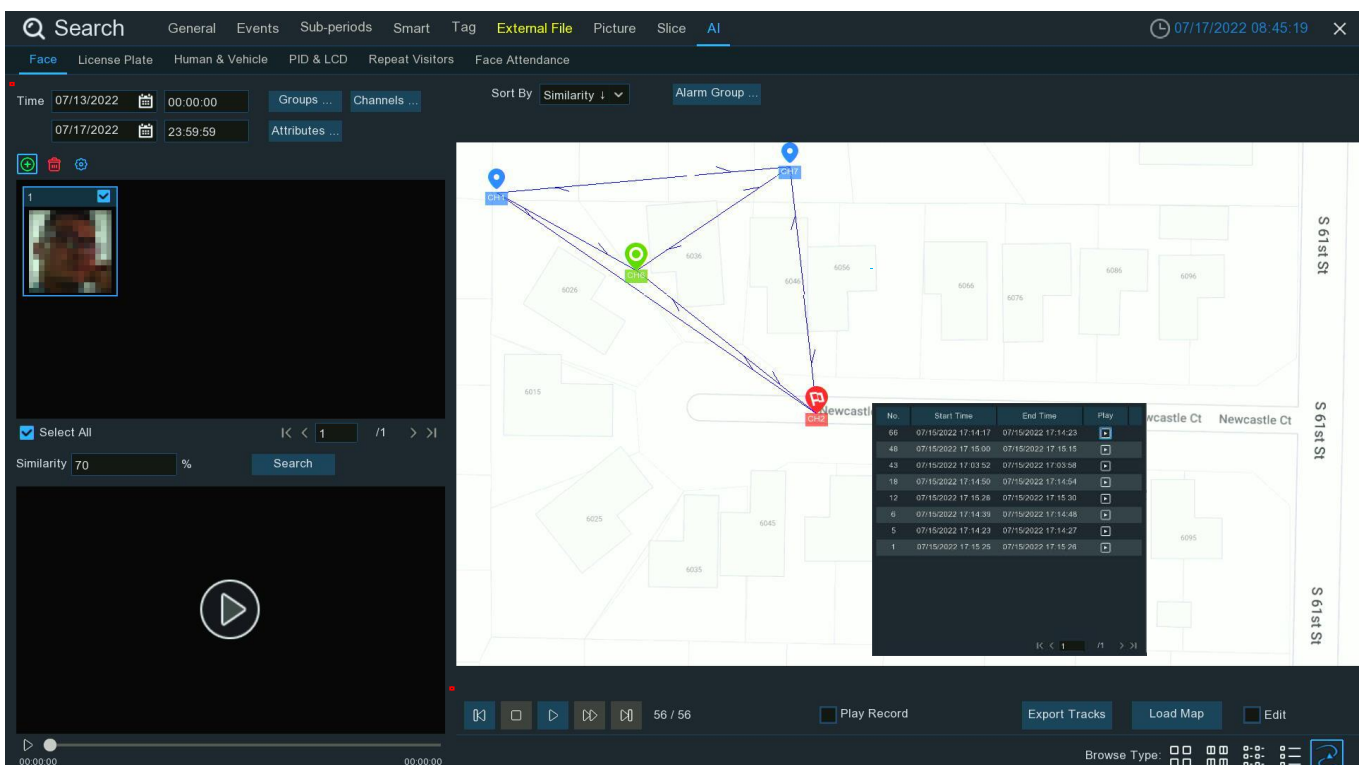 Search General Events Sub-periods Smart Tag External File Picture Slice AI 07/17/2022 08:45:19
Face License Plate Human & Vehicle PID & LCD Repeat Visitors Face Attendance
Time 07/13/2022 00:00:00 Groups ... Channels ...
07/17/2022 23:59:59 Attributes ...
Sort By Similarity ↓ Alarm Group ...
1
CH1
CH7
CH2
6036
6026
6046
6056
6066
6076
6086
6096
6015
6025
6035
6045
6095
S 61st St
S 61st St
S 61st St
Newcastle Ct
Select All 1 /1
Similarity 70 % Search
No. Start Time End Time Play
66 07/15/2022 17:14:17 07/15/2022 17:14:23
48 07/15/2022 17:15:00 07/15/2022 17:15:15
43 07/15/2022 17:03:52 07/15/2022 17:03:58
18 07/15/2022 17:14:50 07/15/2022 17:14:54
12 07/15/2022 17:15:28 07/15/2022 17:15:30
6 07/15/2022 17:14:39 07/15/2022 17:14:48
5 07/15/2022 17:14:23 07/15/2022 17:14:27
1 07/15/2022 17:15:25 07/15/2022 17:15:26
1 /1
56 / 56 Play Record Export Tracks Load Map Edit
00:00:00 00:00:00
Browse Type: